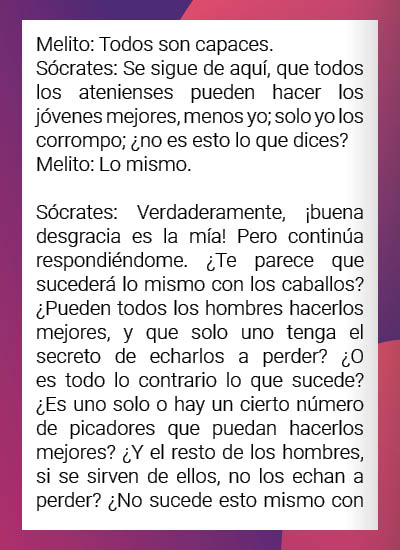 Melito: Todos son capaces.
Sócrates: Se sigue de aquí, que todos
los atenienses pueden hacer los
jóvenes mejores, menos yo; solo yo los
corrompo; ¿no es esto lo que dices?
Melito: Lo mismo.
Sócrates: Verdaderamente, ¡buena
desgracia es la mía! Pero continúa
respondiéndome. ¿Te parece que
sucederá lo mismo con los caballos?
¿Pueden todos los hombres hacerlos
mejores, y que solo uno tenga el
secreto de echarlos a perder? ¿O
es todo lo contrario lo que sucede?
¿Es uno solo o hay un cierto número
de picadores que puedan hacerlos
mejores? ¿Y el resto de los hombres,
si se sirven de ellos, no los echan a
perder? ¿No sucede esto mismo con